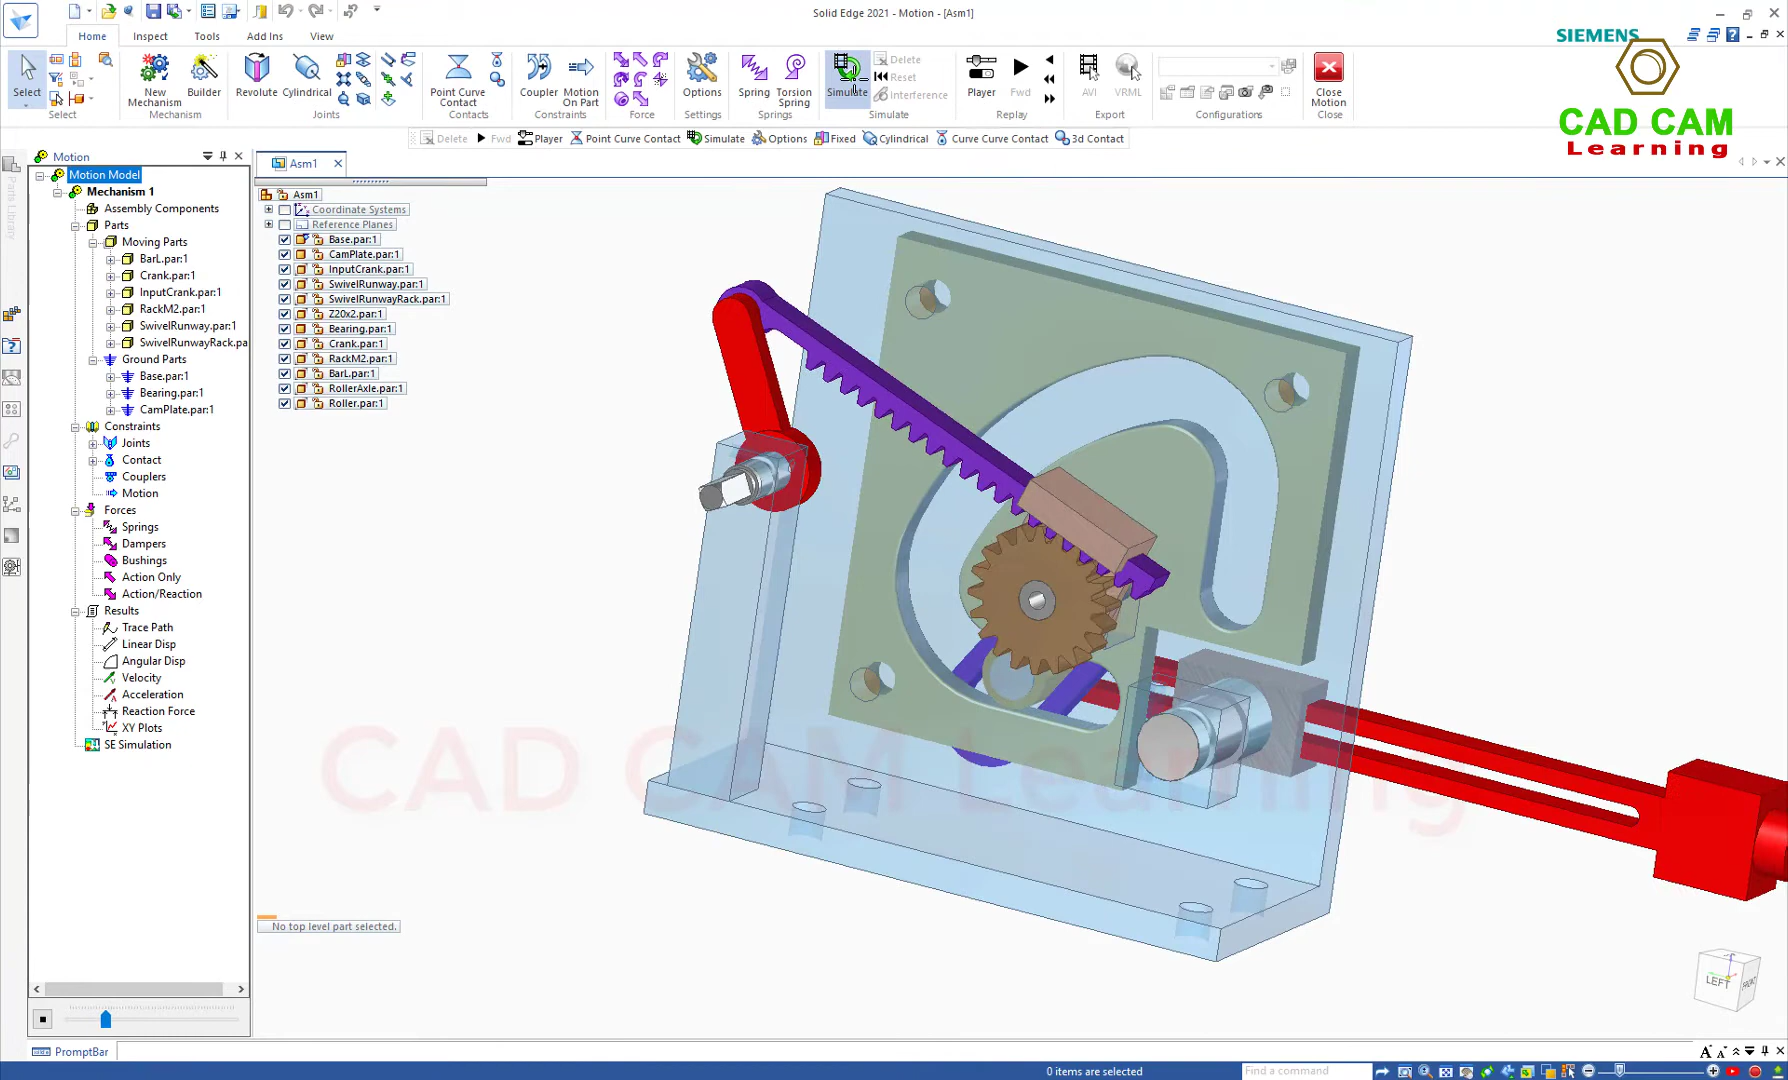 Solid Edge 2021 - Motion - [Asm1]
Home
Inspect
Tools
Add Ins
View
SIEMENS
CAD CAM
Learning
Select
New Mechanism
Builder
Revolute
Cylindrical
Point Curve Contact
Coupler
Motion On Part
Options
Spring
Torsion Spring
Simulate
Delete
Reset
Interference
Player
Fwd
AVI
VRML
Close Motion
Select
Mechanism
Joints
Contacts
Constraints
Force
Settings
Springs
Simulate
Replay
Export
Configurations
Close
Delete
Fwd
Player
Point Curve Contact
Simulate
Options
Fixed
Cylindrical
Curve Curve Contact
3d Contact
Parts Library
Motion
Motion Model
Mechanism 1
Assembly Components
Parts
Moving Parts
BarL.par:1
Crank.par:1
InputCrank.par:1
RackM2.par:1
SwivelRunway.par:1
SwivelRunwayRack.pa
Ground Parts
Base.par:1
Bearing.par:1
CamPlate.par:1
Constraints
Joints
Contact
Couplers
Motion
Forces
Springs
Dampers
Bushings
Action Only
Action/Reaction
Results
Trace Path
Linear Disp
Angular Disp
Velocity
Acceleration
Reaction Force
XY Plots
SE Simulation
Asm1
Asm1
Coordinate Systems
Reference Planes
Base.par:1
CamPlate.par:1
InputCrank.par:1
SwivelRunway.par:1
SwivelRunwayRack.par:1
Z20x2.par:1
Bearing.par:1
Crank.par:1
RackM2.par:1
BarL.par:1
RollerAxle.par:1
Roller.par:1
CAD CAM Learning
No top level part selected.
LEFT
PromptBar
0 items are selected
Find a command